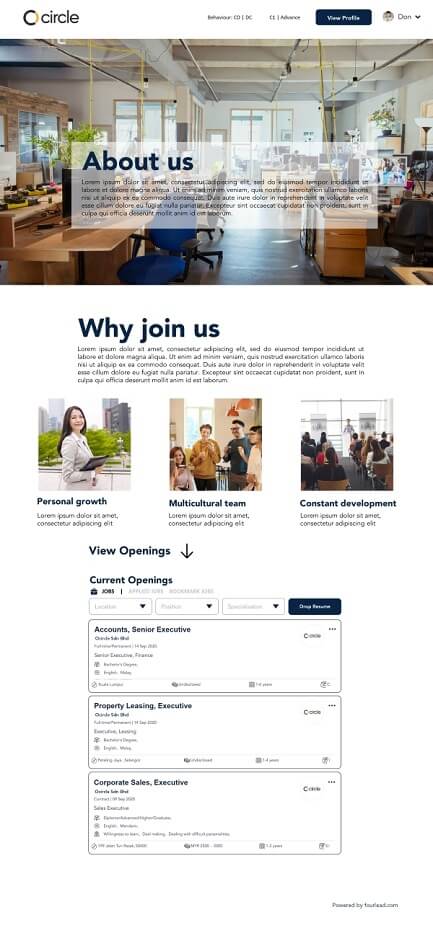 circle
Behaviour: CD | DC
C1 | Advance
View Profile
Don
About us
Lorem ipsum dolor sit amet, consectetur adipiscing elit, sed do eiusmod tempor incididunt ut
labore et dolore magna aliqua. Ut enim ad minim veniam, quis nostrud exercitation ullamco
laboris nisi ut aliquip ex ea commodo consequat. Duis aute irure dolor in reprehenderit in
voluptate velit esse cillum dolore eu fugiat nulla pariatur. Excepteur sint occaecat cupidatat non proident, sunt in
culpa qui officia deserunt mollit anim id est laborum.
Why join us
Lorem ipsum dolor sit amet, consectetur adipiscing elit, sed do eiusmod tempor
incididunt ut labore et dolore magna aliqua. Ut enim ad minim veniam, quis nostrud
exercitation ullamco laboris nisi ut aliquip ex ea commodo consequat. Duis aute irure dolor in reprehenderit in voluptate velit esse
cillum dolore eu fugiat nulla pariatur. Excepteur sint occaecat cupidatat non proident, sunt in culpa qui officia deserunt mollit
anim id est laborum.
Personal growth
Lorem ipsum dolor sit amet,
consectetur adipiscing elit
Multicultural team
Lorem ipsum dolor sit amet,
consectetur adipiscing elit
Constant development
Lorem ipsum dolor sit amet,
consectetur adipiscing elit
View Openings
Current Openings
JOBS | APPLIED JOBS BOOKMARK JOBS
Location
Position
Specialisation
Drop Resume
Accounts, Senior Executive
Ocircle Sdn Bhd
circle
Full-time/Permanent | 14 Sep 2020
Senior Executive, Finance
Bachelor's Degree,
English, Malay,
Kuala Lumpur
Undisclosed
1-4 years
Property Leasing, Executive
Ocircle Sdn Bhd
circle
Full-time/Permanent | 14 Sep 2020
Executive, Leasing
Bachelor's Degree,
English, Malay,
Petaling Jaya, Selangor
Undisclosed
1-4 years
Corporate Sales, Executive
Ocircle Sdn Bhd
circle
Contract | 09 Sep 2020
Sales Executive
Diploma/Advanced/Higher/Graduate,
English, Mandarin,
Willingness to learn, Deal making, Dealing with difficult personalities,
1-2 years
Powered by fourlead.com